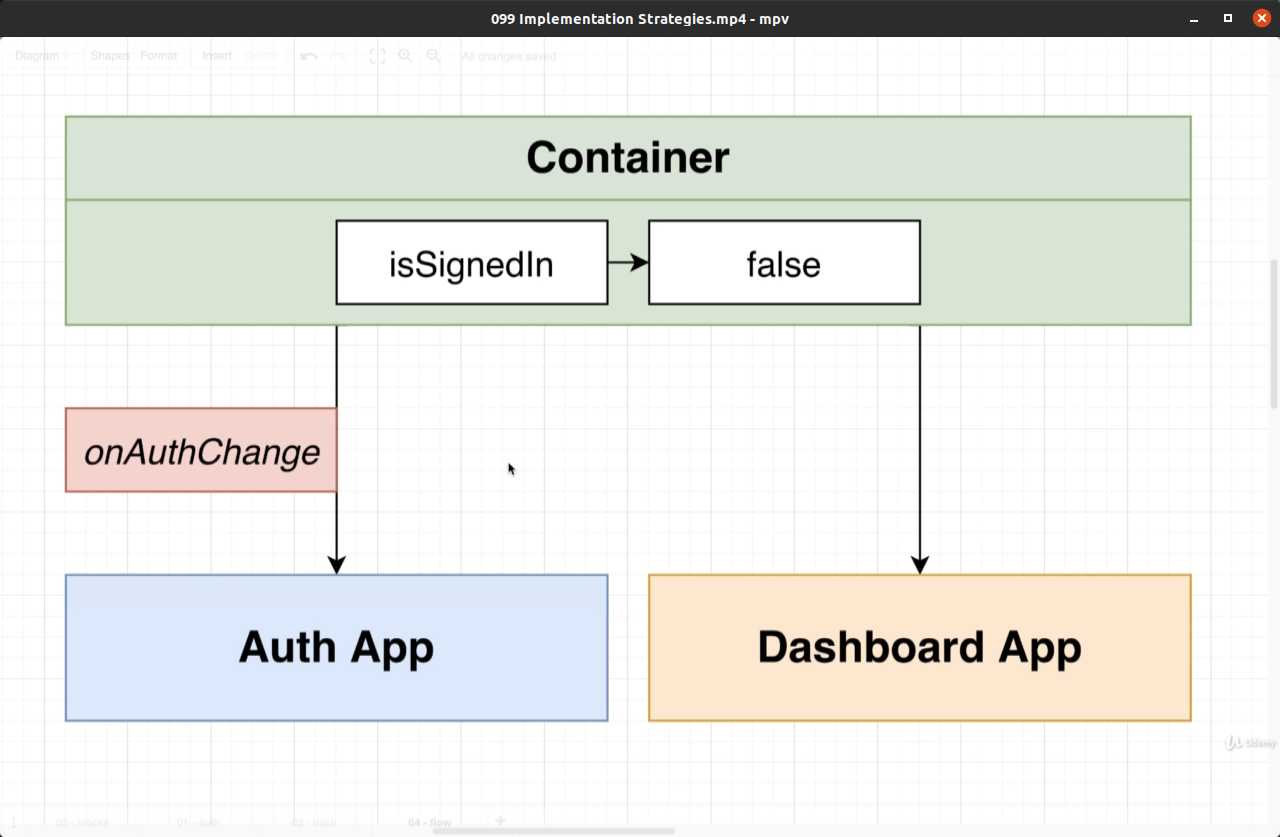 099 Implementation Strategies.mp4 - mpv
Diagram Shapes Format Insert Delete All changes saved
Container
isSignedIn false
onAuthChange
Auth App Dashboard App
Udemy
02 - mocks 01 - auth 02 - dash 04 - flow